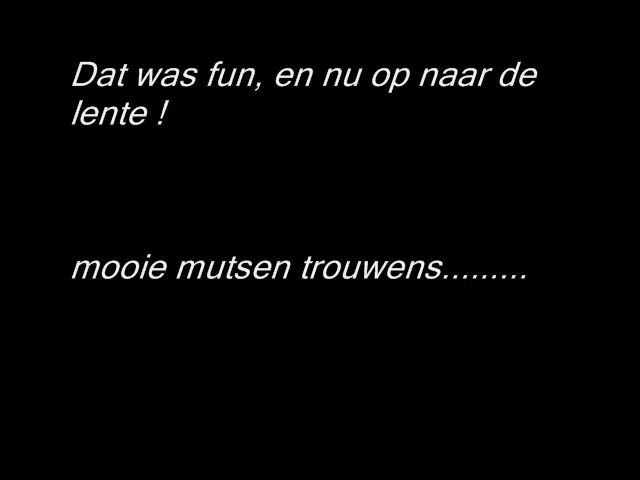 Dat was fun, en nu op naar de
lente !
mooie mutsen trouwens.........